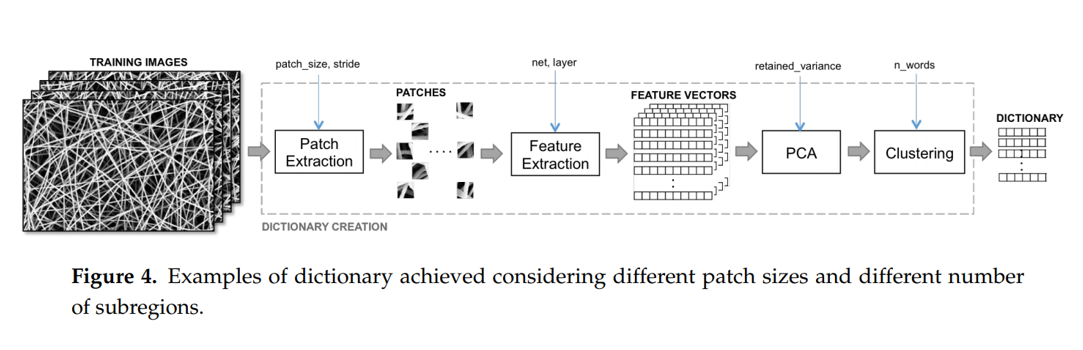 TRAINING IMAGES
patch_size, stride
net, layer
retained_variance
n_words
PATCHES
FEATURE VECTORS
DICTIONARY
Patch
Extraction
Feature
Extraction
PCA
Clustering
DICTIONARY CREATION
Figure 4. Examples of dictionary achieved considering different patch sizes and different number
of subregions.